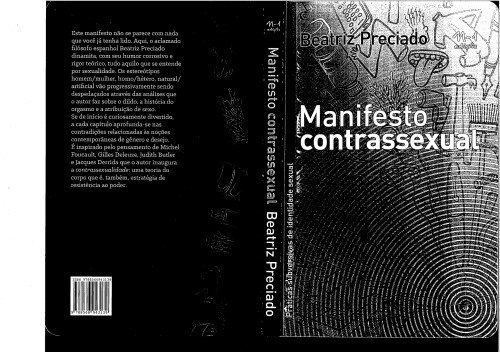 Este manifesto não se parece com nada
que você já tenha lido. Aqui, o aclamado
filósofo espanhol Beatriz Preciado
dinamita, com seu humor corrosivo e
rigor teórico, tudo aquilo que se entende
por sexualidade. Os estereótipos
homem/mulher, homo/hétero, natural/
artificial vão progressivamente sendo
despedaçados através das análises que
o autor faz sobre o dildo, a história do
orgasmo e a atribuição de sexo.
Se de início é curiosamente divertido,
a cada capítulo aprofunda-se nas
contradições relacionadas às noções
contemporâneas de gênero e desejo.
É inspirado pelo pensamento de Michel
Foucault, Gilles Deleuze, Judith Butler
e Jacques Derrida que o autor inaugura
a contrassexualidade: uma teoria do
corpo que é, também, estratégia de
resistência ao poder.
n-1
edições
Manifesto contrassexual Beatriz Preciado
Beatriz Preciado
n-1
edições
Manifesto
contrassexual
Práticas subversivas de identidade sexual